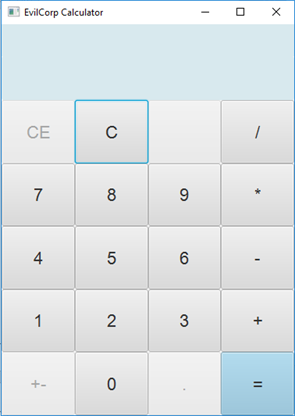 EvilCorp Calculator
CE C /
7 8 9 *
4 5 6 -
1 2 3 +
+- 0 . =